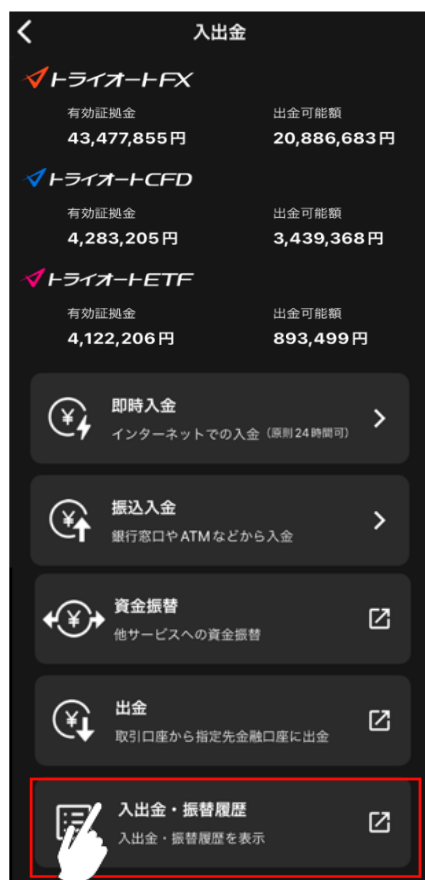 入出金
トライオートFX
有効証拠金 出金可能額
43,477,855円 20,886,683円
トライオートCFD
有効証拠金 出金可能額
4,283,205円 3,439,368円
トライオートETF
有効証拠金 出金可能額
4,122,206円 893,499円
即時入金
インターネットでの入金（原則24時間可）
振込入金
銀行窓口やATMなどから入金
資金振替
他サービスへの資金振替
出金
取引口座から指定先金融口座に出金
入出金・振替履歴
入出金・振替履歴を表示